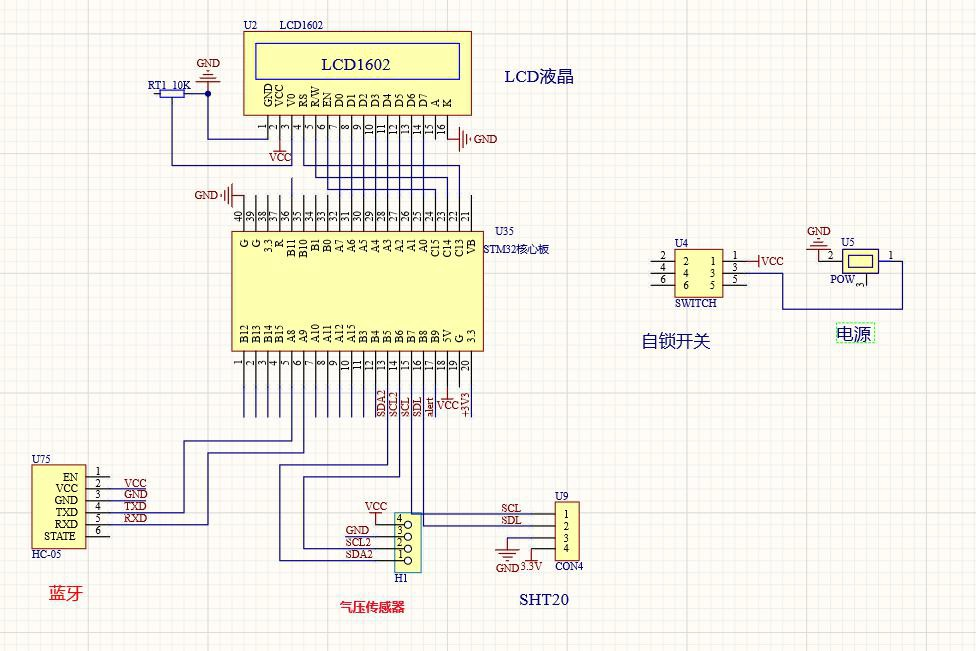 U2 LCD1602
LCD1602
LCD液晶
GND
RT1 10K
GND VCC V0 RS R/W EN D0 D1 D2 D3 D4 D5 D6 D7 A K
1 2 3 4 5 6 7 8 9 10 11 12 13 14 15 16
GND
VCC
GND
40 39 38 37 36 35 34 33 32 31 30 29 28 27 26 25 24 23 22 21
U35
STM32核心板
G G 3.3 R B11 B10 B1 B0 A7 A6 A5 A4 A3 A2 A1 A0 C15 C14 C13 VB
B12 B13 B14 B15 A8 A9 A10 A11 A12 A15 B3 B4 B5 B6 B7 B8 B9 5V G 3.3
1 2 3 4 5 6 7 8 9 10 11 12 13 14 15 16 17 18 19 20
SDA2 SCL2 SCL SDL alert VCC +3V3
U4
2 2 1 1 VCC
4 4 3 3
6 6 5 5
SWITCH
自锁开关
GND
U5
2 1
POW 3
电源
U75
EN 1
VCC 2 VCC
GND 3 GND
TXD 4 TXD
RXD 5 RXD
STATE 6
HC-05
蓝牙
VCC
4
GND 3
SCL2 2
SDA2 1
H1
气压传感器
U9
SCL 1
SDL 2
3
4
GND 3.3V
CON4
SHT20